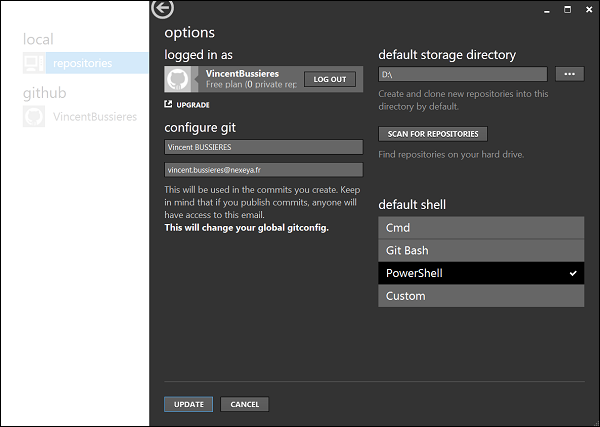 local
repositories
github
VincentBussieres
options
logged in as
VincentBussieres
Free plan (0 private rep
LOG OUT
UPGRADE
configure git
Vincent BUSSIERES
vincent.bussieres@nexeya.fr
This will be used in the commits you create. Keep
in mind that if you publish commits, anyone will
have access to this email.
This will change your global gitconfig.
default storage directory
D:\
...
Create and clone new repositories into this
directory by default.
SCAN FOR REPOSITORIES
Find repositories on your hard drive.
default shell
Cmd
Git Bash
PowerShell
Custom
UPDATE
CANCEL